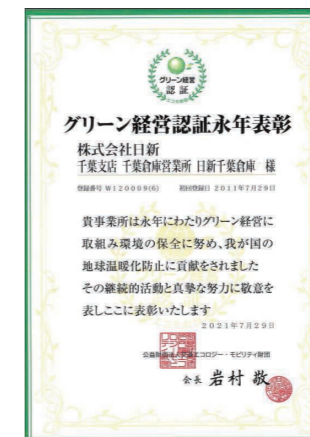 グリーン経営
認証
グリーン経営認証永年表彰
株式会社日新
千葉支店 千葉倉庫営業所 日新千葉倉庫 様
登録番号 W120009(6) 初回登録日 2011年7月29日
貴事業所は永年にわたりグリーン経営に
取組み環境の保全に努め、我が国の
地球温暖化防止に貢献をされました
その継続的活動と真摯な努力に敬意を
表しここに表彰いたします
2021年7月29日
公益財団法人交通エコロジー・モビリティ財団
会長 岩村 敬